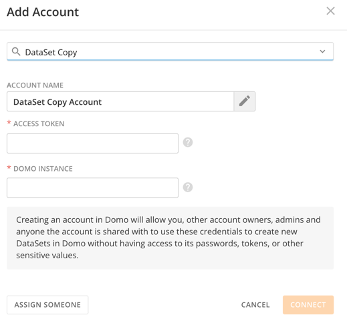 Add Account
DataSet Copy
ACCOUNT NAME
DataSet Copy Account
* ACCESS TOKEN
?
* DOMO INSTANCE
?
Creating an account in Domo will allow you, other account owners, admins and
anyone the account is shared with to use these credentials to create new
DataSets in Domo without having access to its passwords, tokens, or other
sensitive values.
ASSIGN SOMEONE CANCEL CONNECT